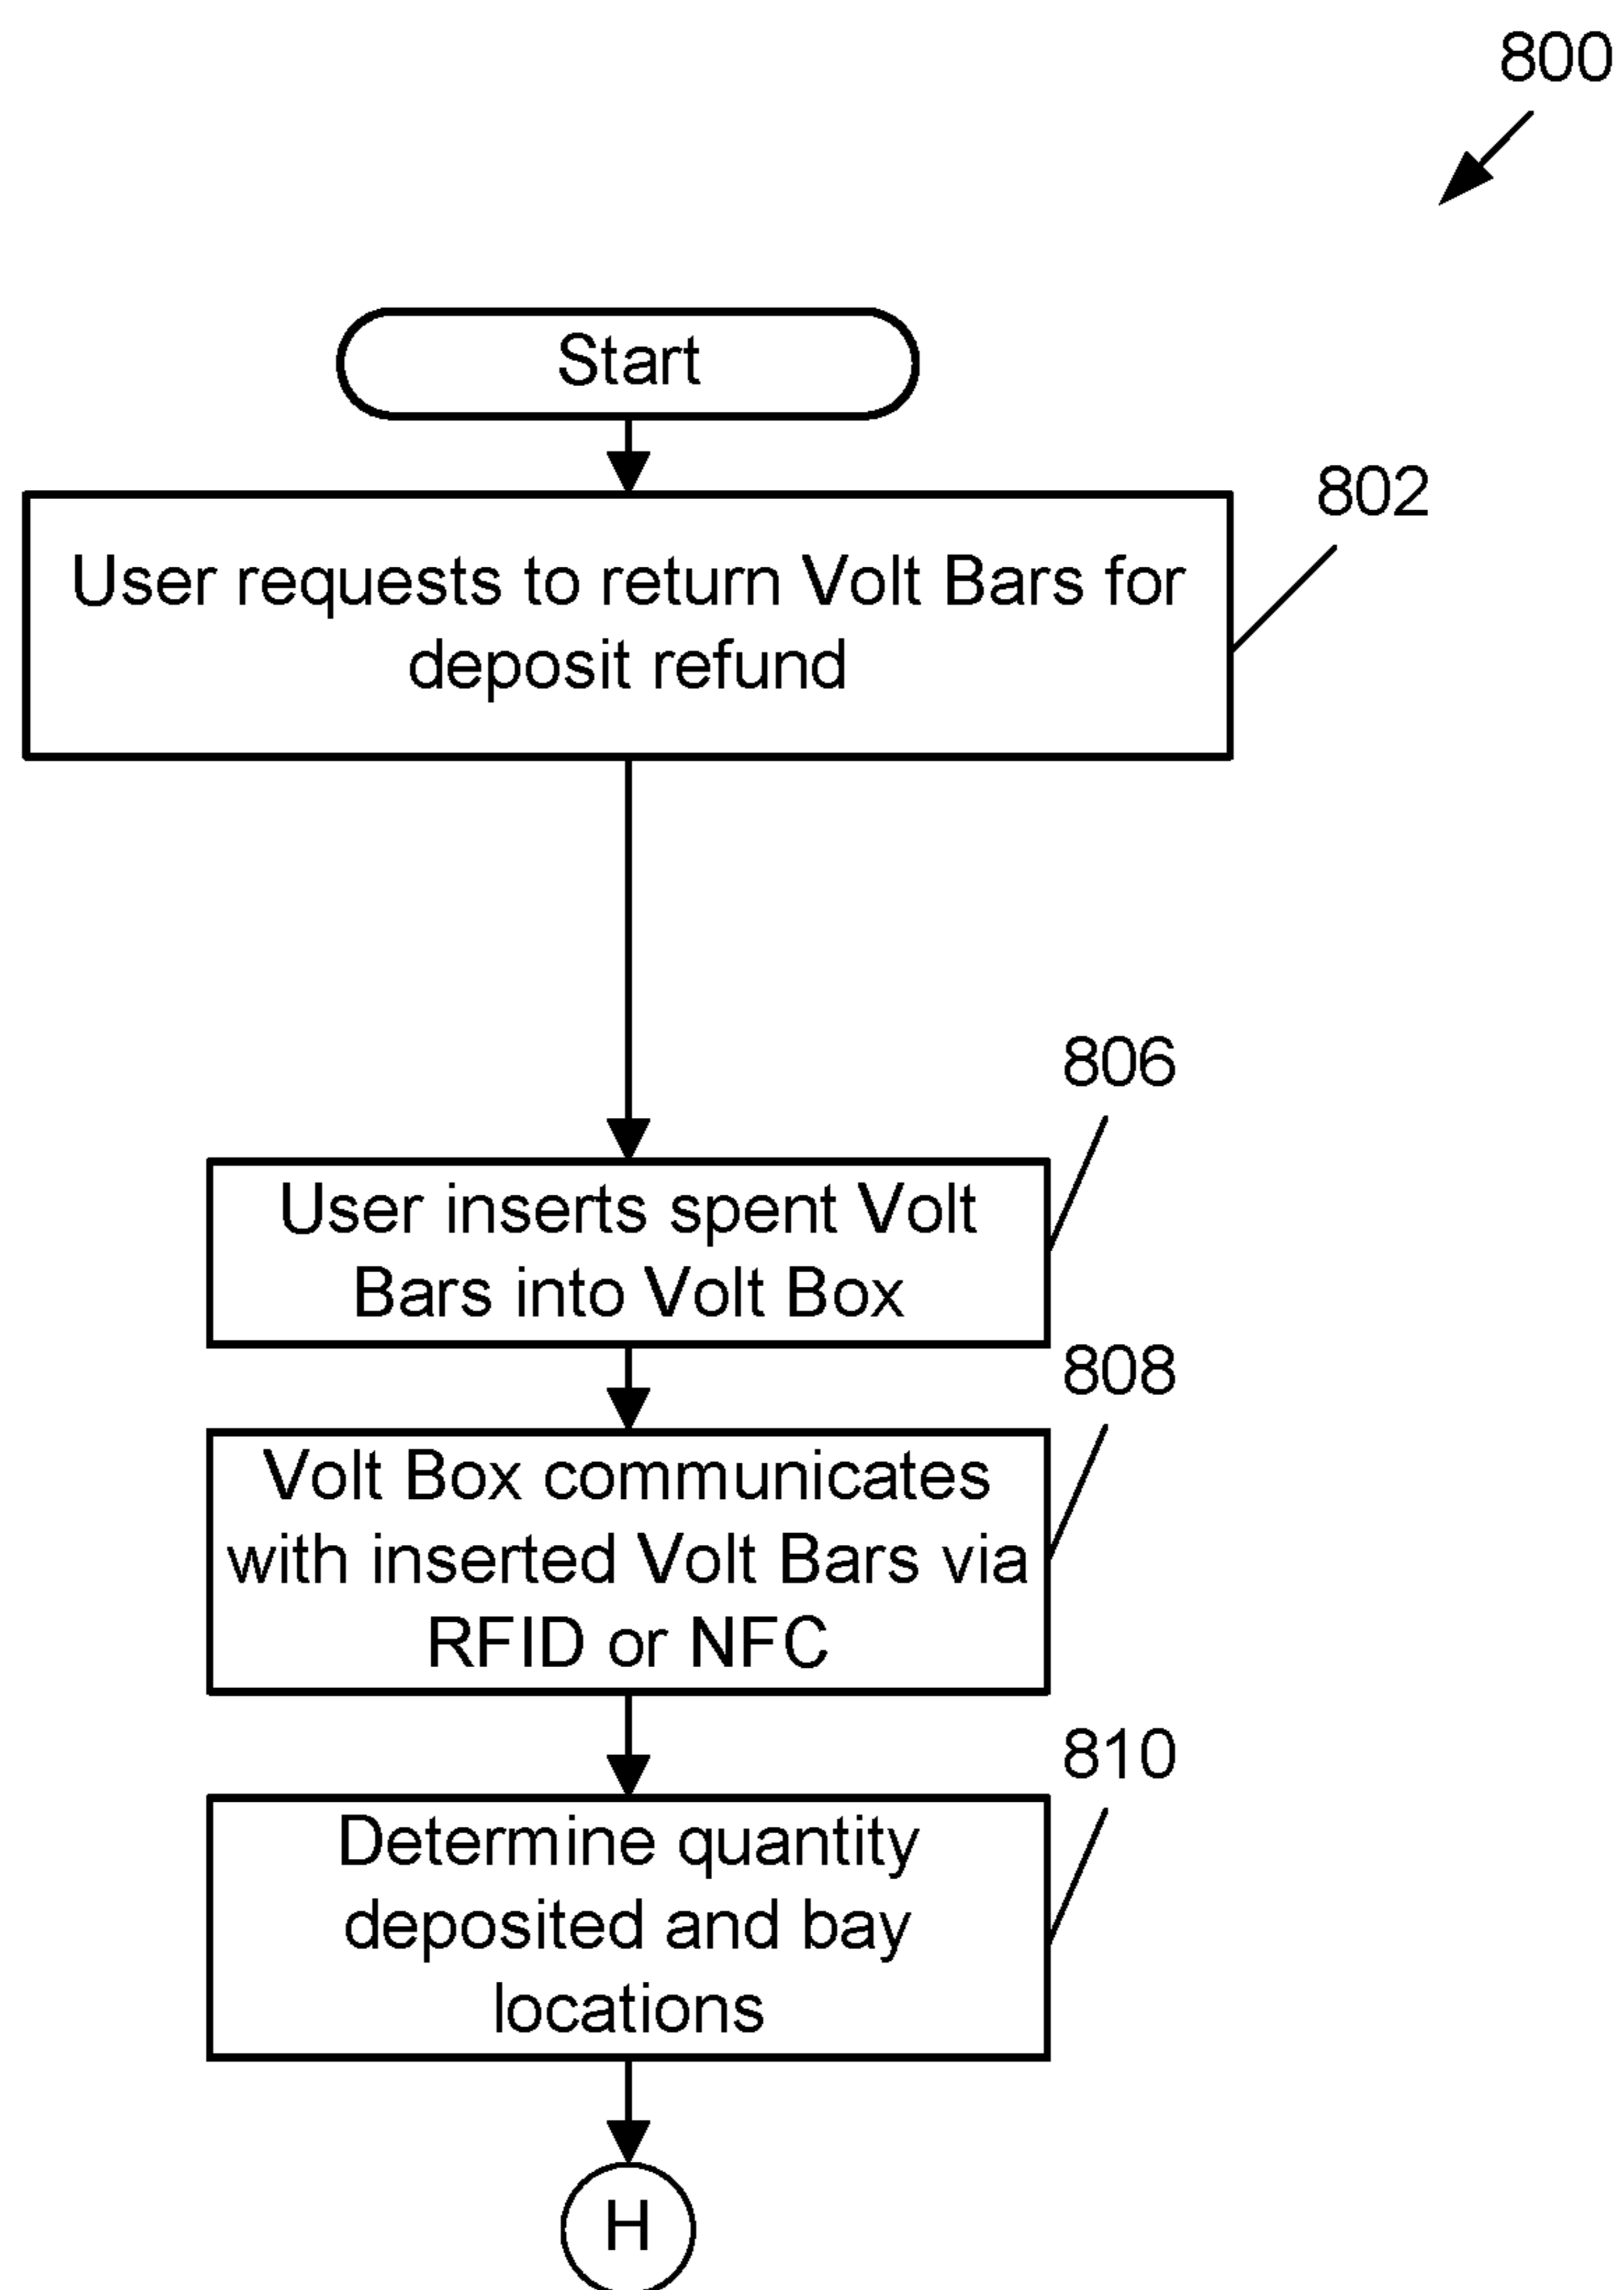 800
Start
802
User requests to return Volt Bars for
deposit refund
806
User inserts spent Volt
Bars into Volt Box
808
Volt Box communicates
with inserted Volt Bars via
RFID or NFC
810
Determine quantity
deposited and bay
locations
H